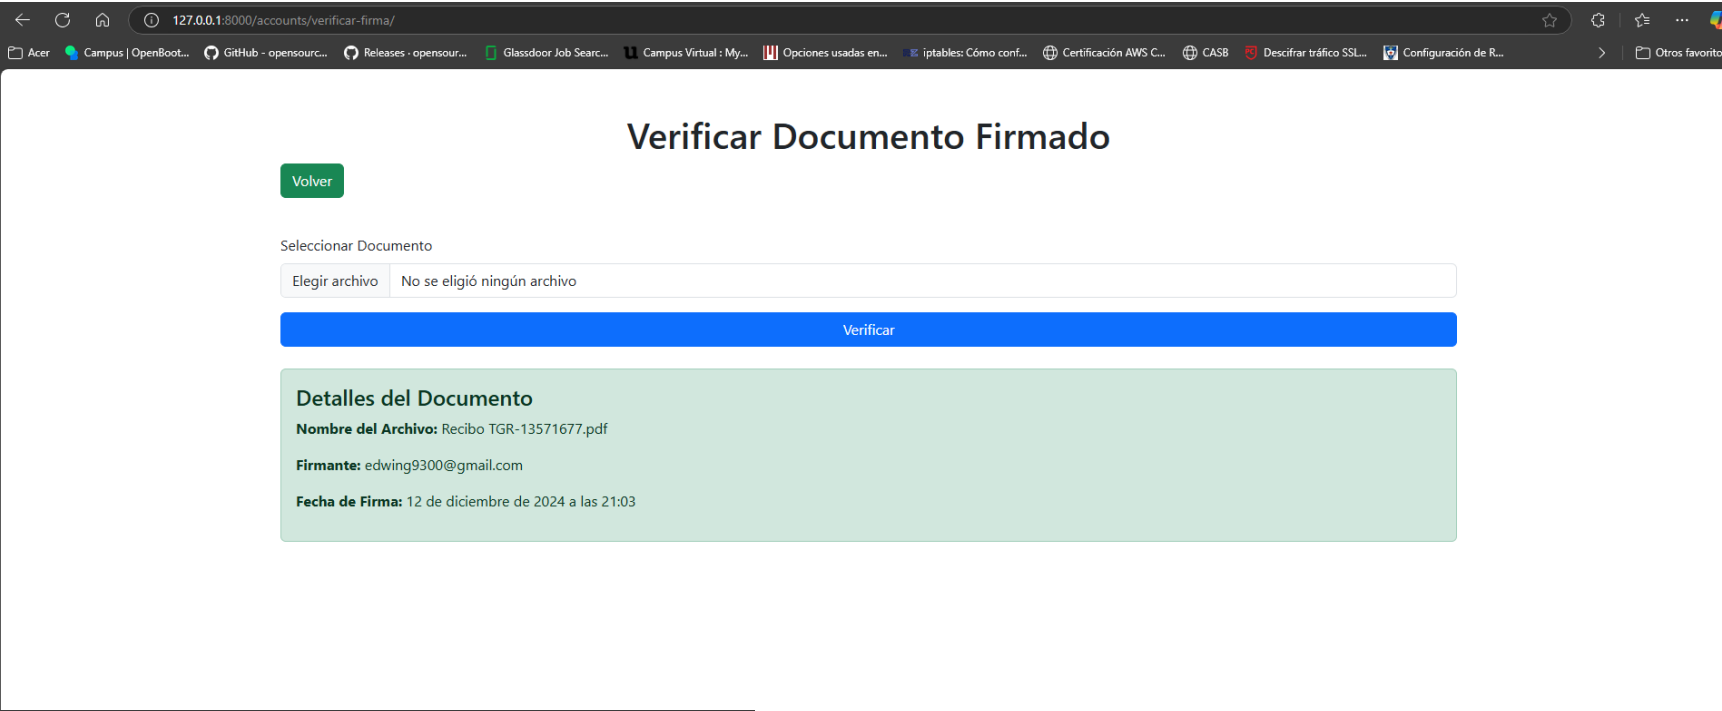 127.0.0.1:8000/accounts/verificar-firma/
Acer Campus | OpenBoot... GitHub - opensourc... Releases · opensour... Glassdoor Job Searc... Campus Virtual : My... Opciones usadas en... iptables: Cómo conf... Certificación AWS C... CASB Descifrar tráfico SSL... Configuración de R... Otros favorito
Verificar Documento Firmado
Volver
Seleccionar Documento
Elegir archivo No se eligió ningún archivo
Verificar
Detalles del Documento
Nombre del Archivo: Recibo TGR-13571677.pdf
Firmante: edwing9300@gmail.com
Fecha de Firma: 12 de diciembre de 2024 a las 21:03